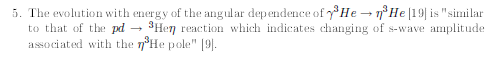 5. The evolution with energy of the angular dependence of γ³He → η³He [19] is "similar
to that of the pd → ³Heη reaction which indicates changing of s-wave amplitude
associated with the η³He pole" [9].